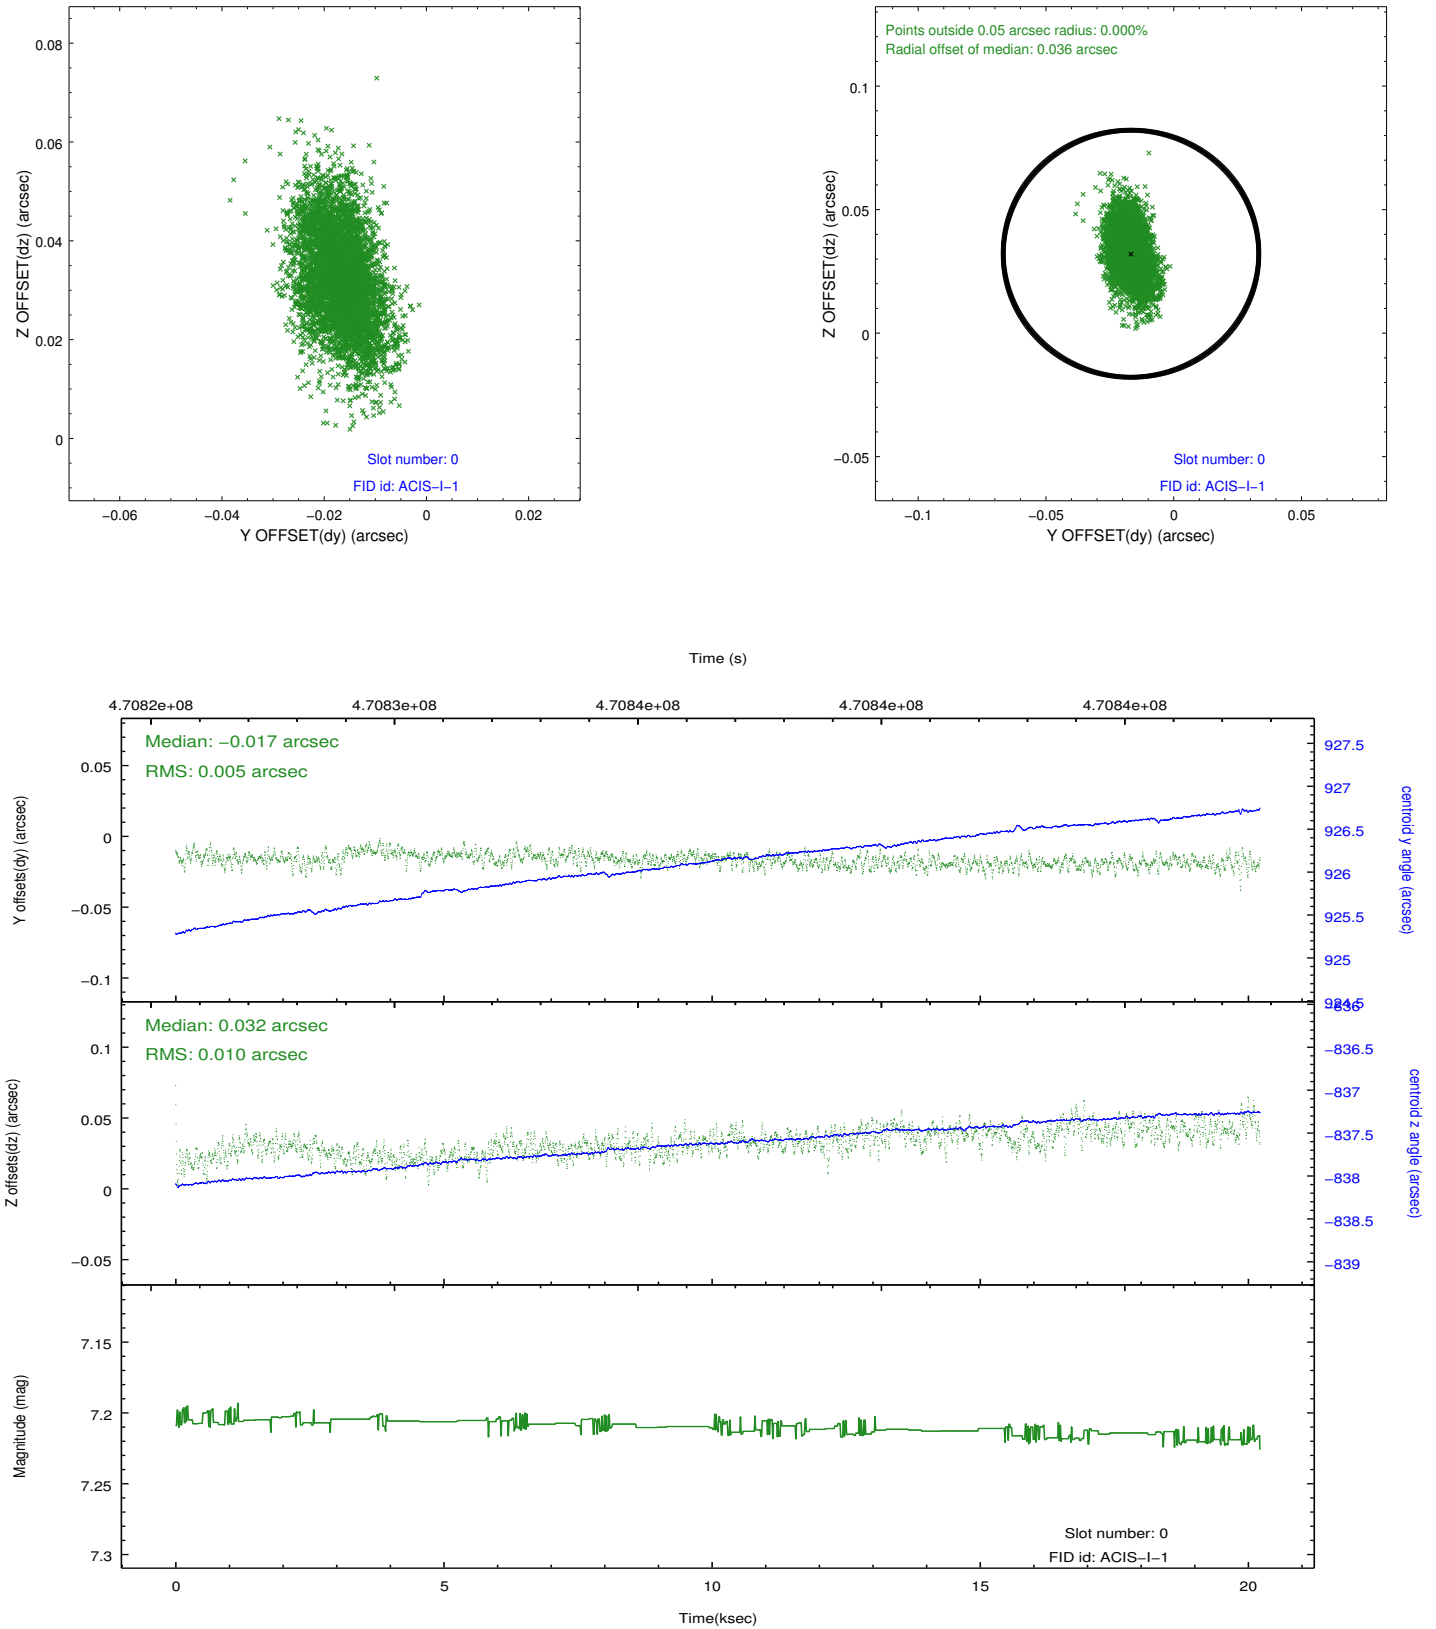 0.08
0.06
0.04
0.02
0
Z OFFSET(dz) (arcsec)
Slot number: 0
FID id: ACIS−I−1
−0.06
−0.04
−0.02
0
0.02
Y OFFSET(dy) (arcsec)
Points outside 0.05 arcsec radius: 0.000%
Radial offset of median: 0.036 arcsec
0.1
0.05
0
−0.05
Z OFFSET(dz) (arcsec)
Slot number: 0
FID id: ACIS−I−1
−0.1
−0.05
0
0.05
Y OFFSET(dy) (arcsec)
Time (s)
4.7082e+08
4.7083e+08
4.7084e+08
4.7084e+08
4.7084e+08
Median: −0.017 arcsec
RMS: 0.005 arcsec
0.05
0
−0.05
−0.1
Y offsets(dy) (arcsec)
927.5
927
926.5
926
925.5
925
924.5
centroid y angle (arcsec)
Median: 0.032 arcsec
RMS: 0.010 arcsec
0.1
0.05
0
−0.05
Z offsets(dz) (arcsec)
−836
−836.5
−837
−837.5
−838
−838.5
−839
centroid z angle (arcsec)
7.15
7.2
7.25
7.3
Magnitude (mag)
Slot number: 0
FID id: ACIS−I−1
0
5
10
15
20
Time(ksec)